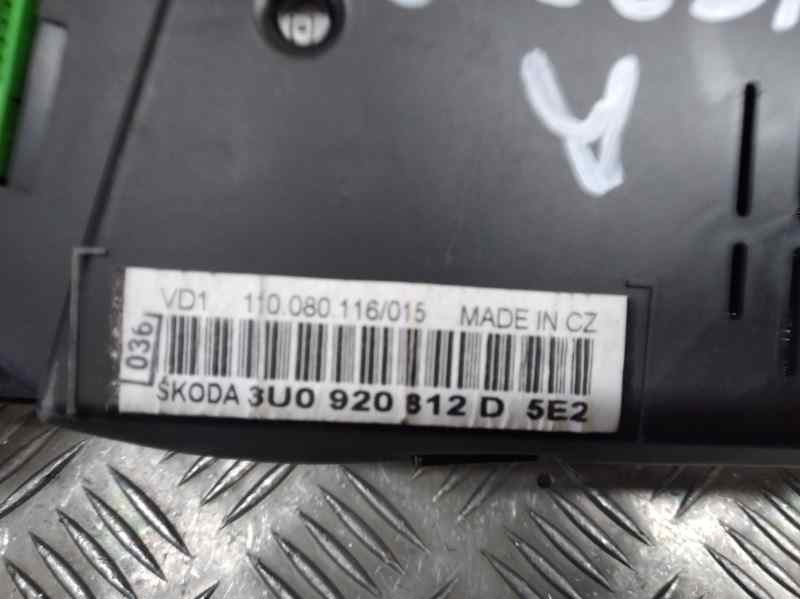 VD1 110.080.116/015 MADE IN CZ
036
ŠKODA 3U0 920 812 D 5E2